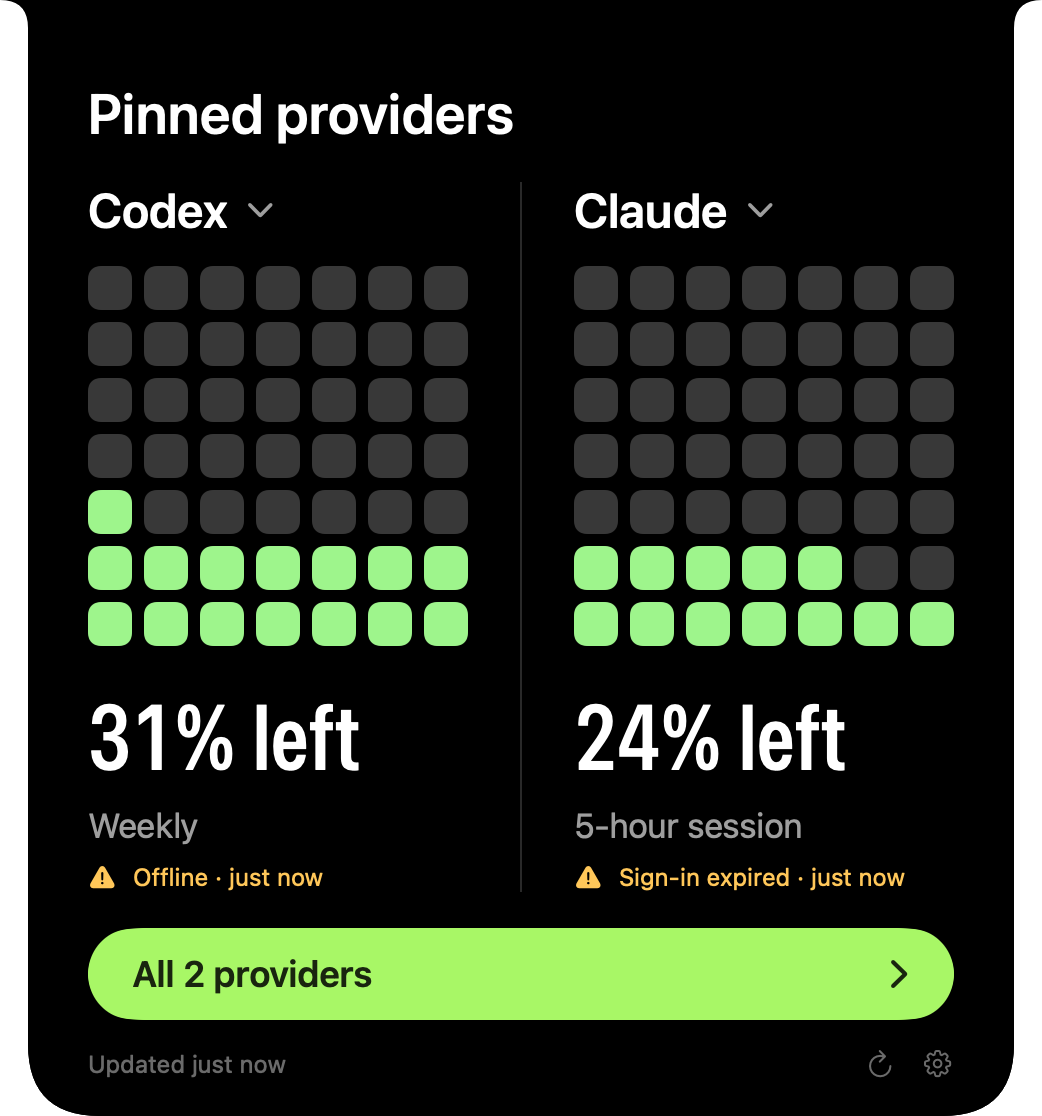 Pinned providers
Codex
31% left
Weekly
Offline · just now
Claude
24% left
5-hour session
Sign-in expired · just now
All 2 providers
Updated just now